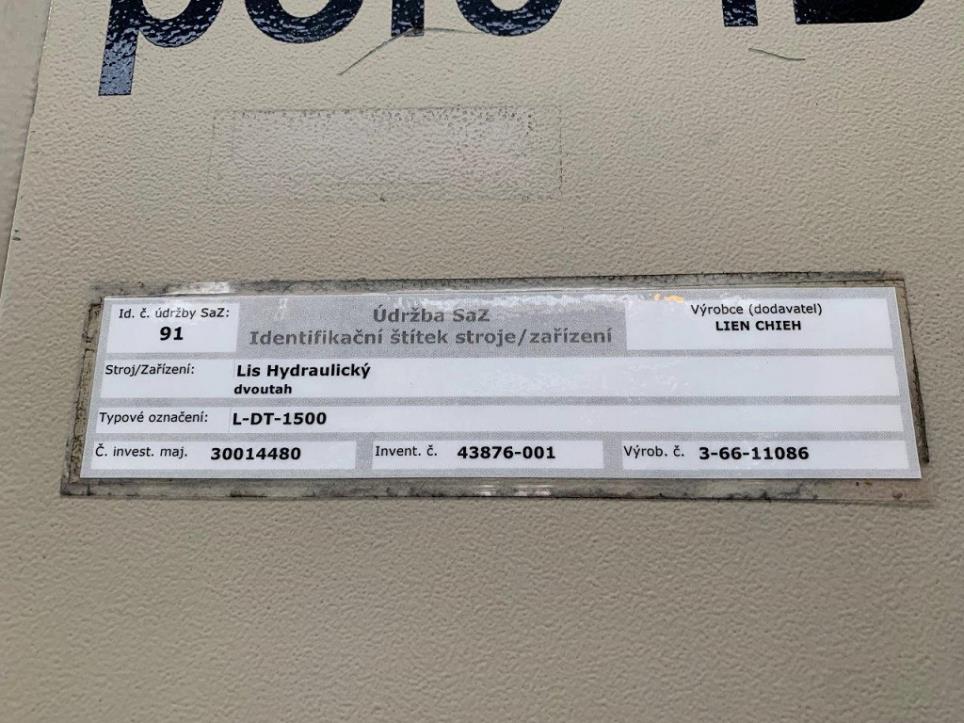 Id. č. údržby SaZ:
91
Údržba SaZ
Identifikační štítek stroje/zařízení
Výrobce (dodavatel)
LIEN CHIEH
Stroj/Zařízení: Lis Hydraulický
dvoutah
Typové označení: L-DT-1500
Č. invest. maj. 30014480 Invent. č. 43876-001 Výrob. č. 3-66-11086